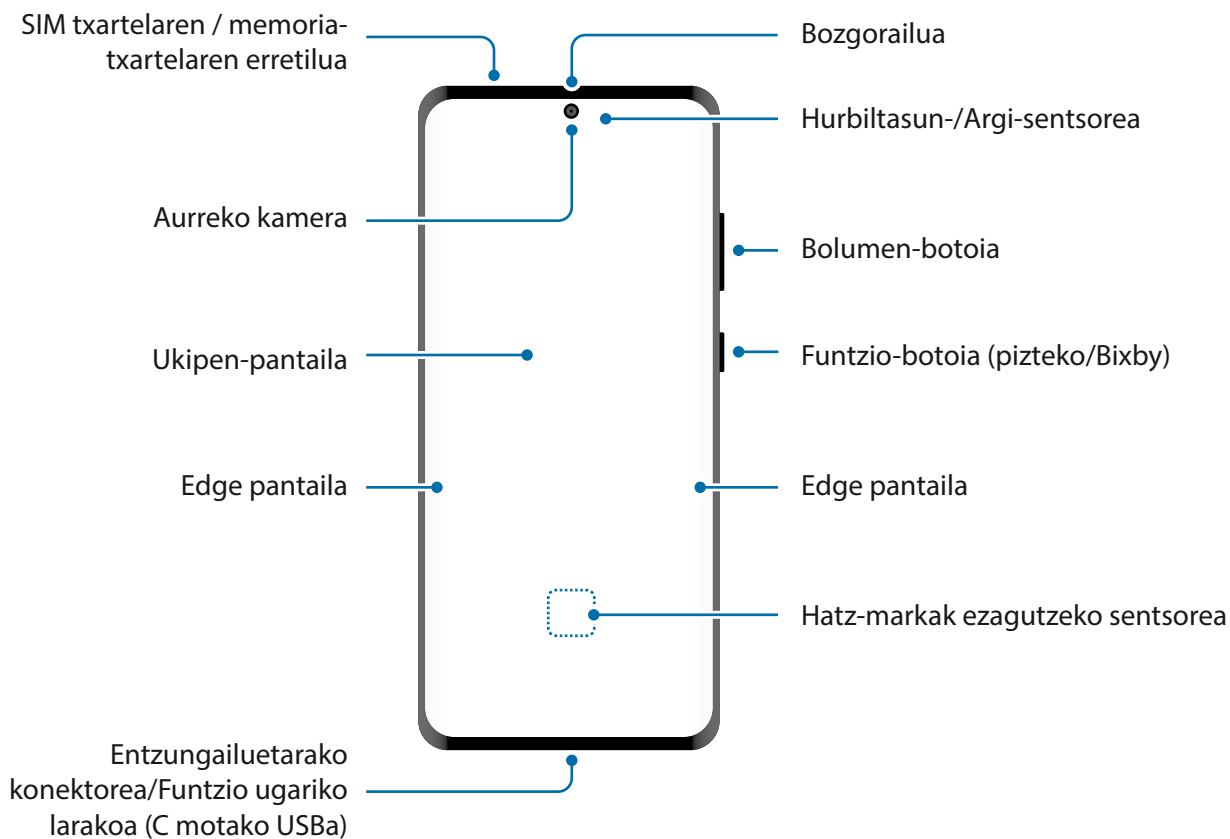 SIM txartelaren / memoria-
txartelaren erretilua
Aurreko kamera
Ukipen-pantaila
Edge pantaila
Entzungailuetarako
konektorea/Funtzio ugariko
larakoa (C motako USBa)
Bozgorailua
Hurbiltasun-/Argi-sentsorea
Bolumen-botoia
Funtzio-botoia (pizteko/Bixby)
Edge pantaila
Hatz-markak ezagutzeko sentsorea